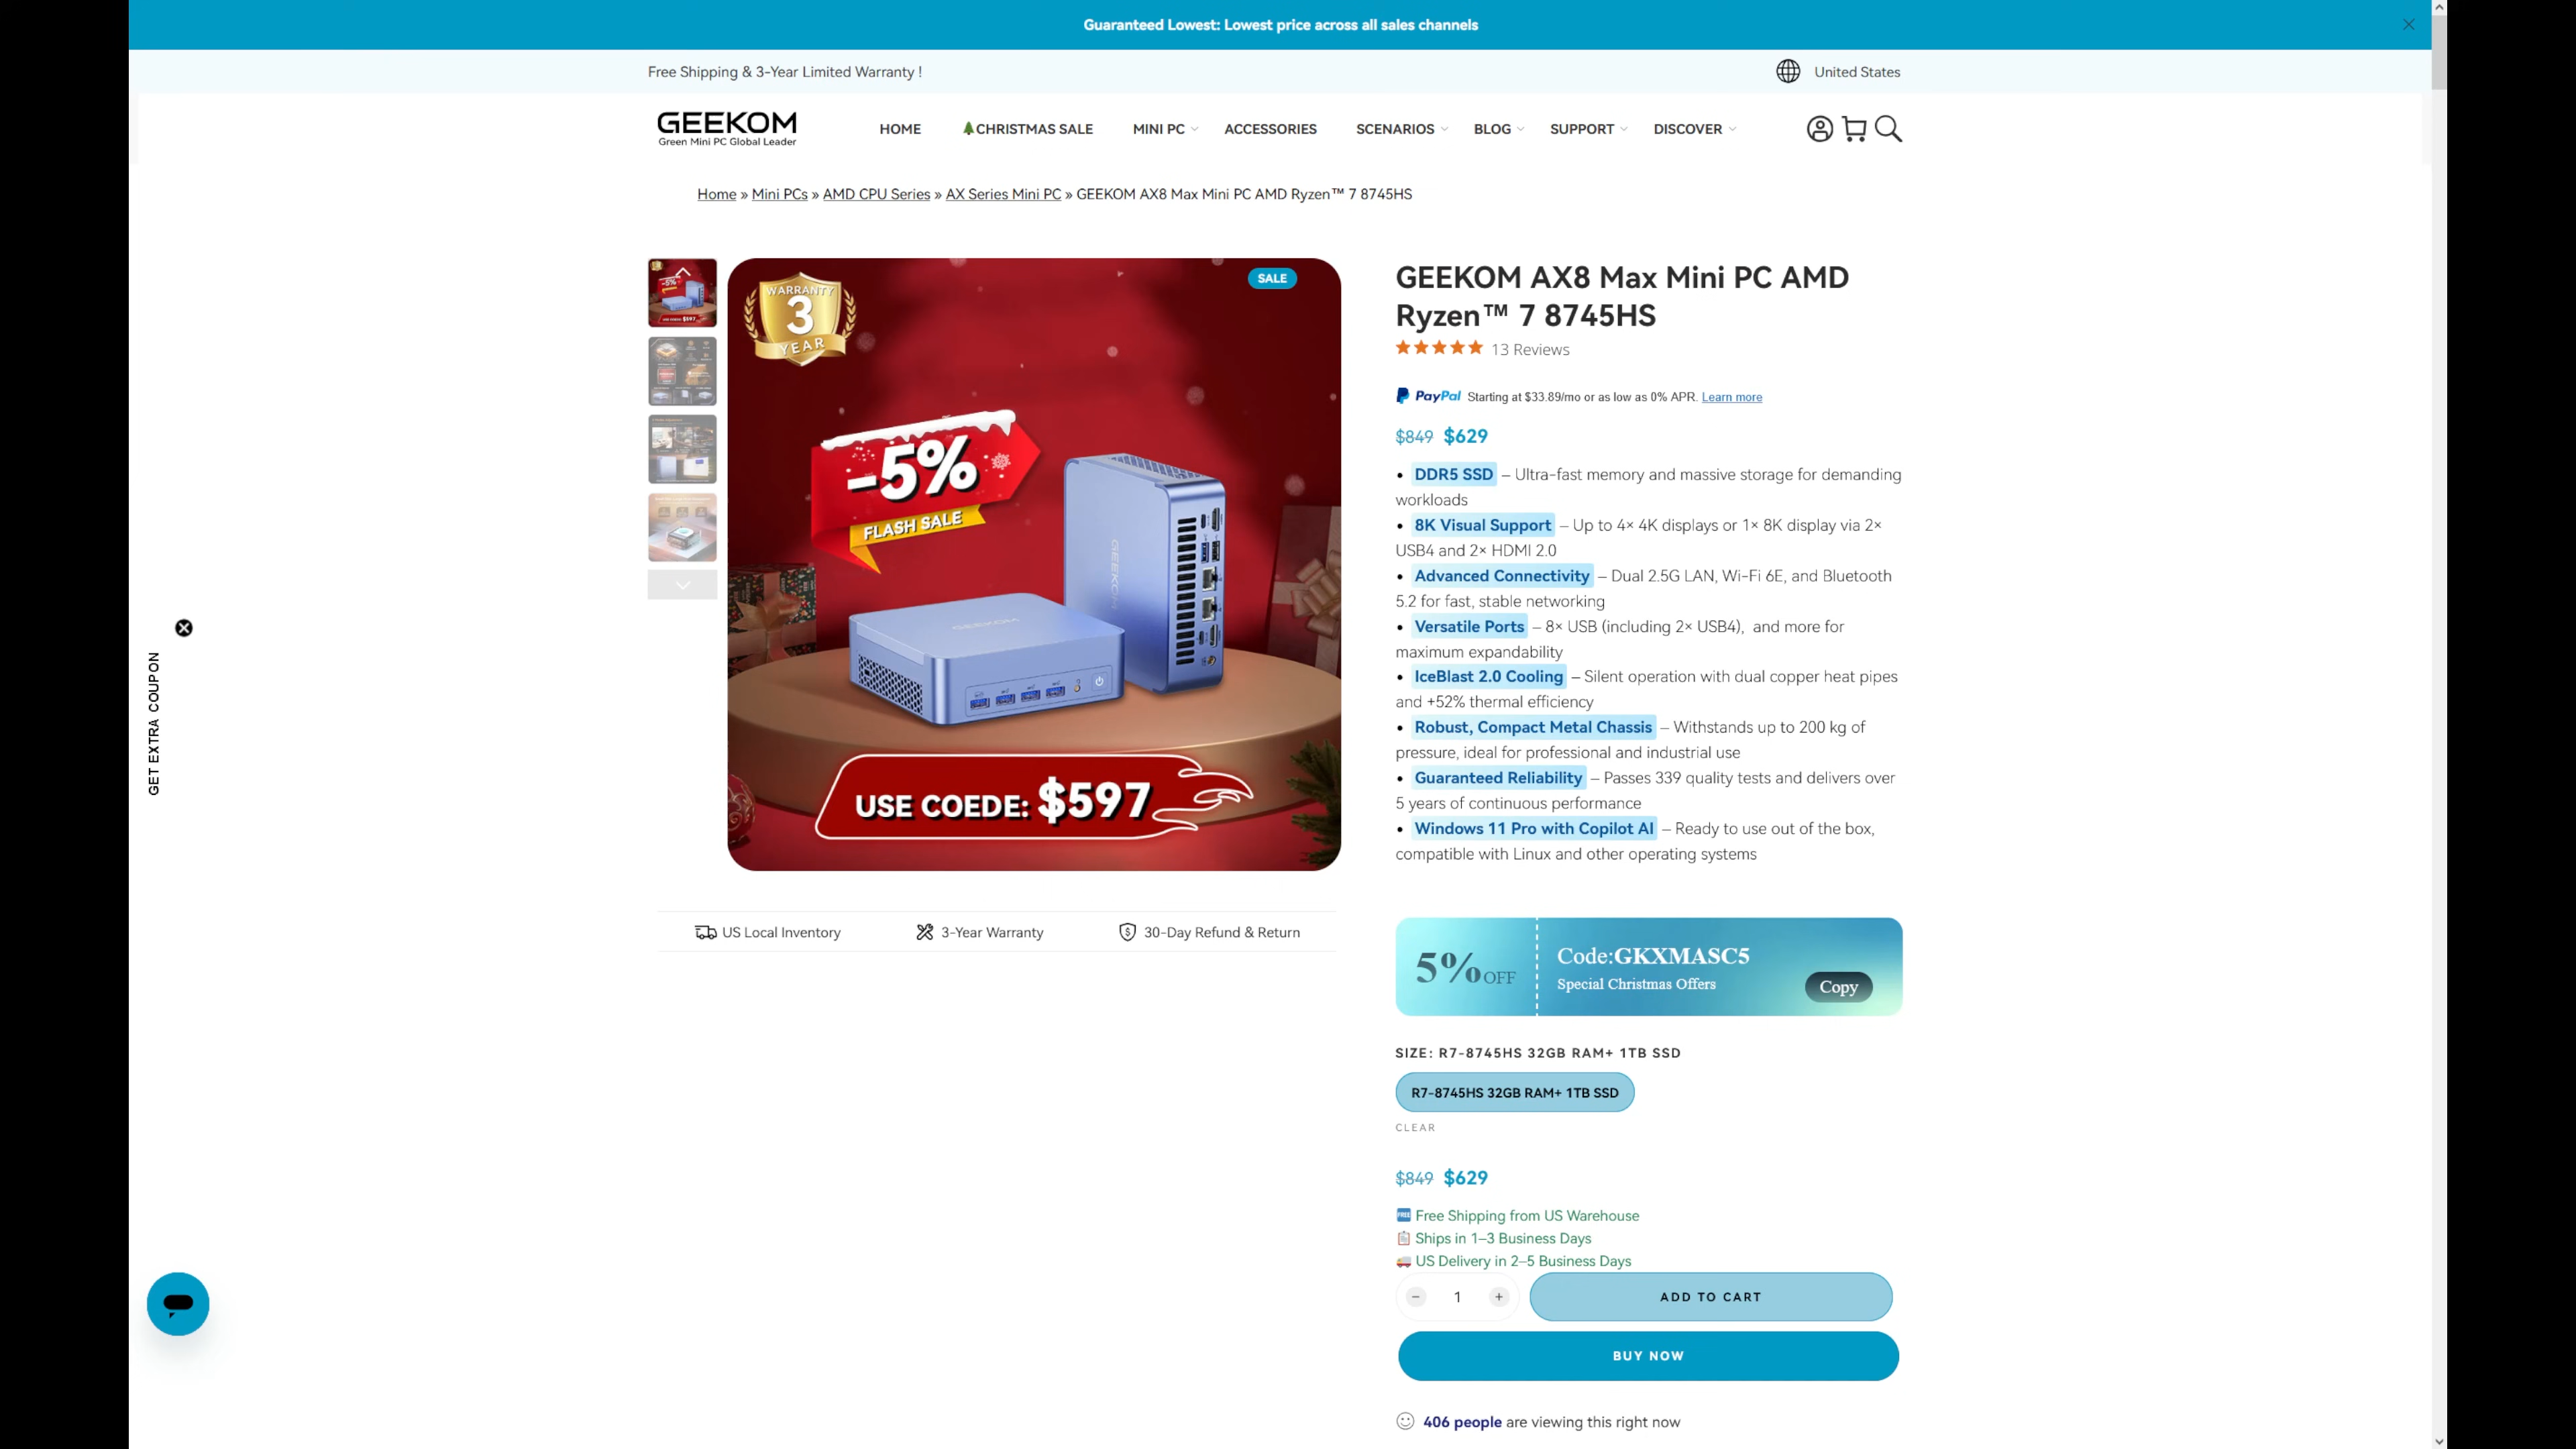 Guaranteed Lowest: Lowest price across all sales channels
Free Shipping & 3-Year Limited Warranty !
United States
GEEKOM
Green Mini PC Global Leader
HOME
🌲CHRISTMAS SALE
MINI PC
ACCESSORIES
SCENARIOS
BLOG
SUPPORT
DISCOVER
Home » Mini PCs » AMD CPU Series » AX Series Mini PC » GEEKOM AX8 Max Mini PC AMD Ryzen™ 7 8745HS
SALE
WARRANTY
3
YEAR
-5%
FLASH SALE
GEEKOM
GEEKOM
USE COEDE: $597
US Local Inventory
3-Year Warranty
30-Day Refund & Return
GET EXTRA COUPON
GEEKOM AX8 Max Mini PC AMD
Ryzen™ 7 8745HS
13 Reviews
PayPal Starting at $33.89/mo or as low as 0% APR. Learn more
$849 $629
• DDR5 SSD – Ultra-fast memory and massive storage for demanding
workloads
• 8K Visual Support – Up to 4× 4K displays or 1× 8K display via 2×
USB4 and 2× HDMI 2.0
• Advanced Connectivity – Dual 2.5G LAN, Wi-Fi 6E, and Bluetooth
5.2 for fast, stable networking
• Versatile Ports – 8× USB (including 2× USB4), and more for
maximum expandability
• IceBlast 2.0 Cooling – Silent operation with dual copper heat pipes
and +52% thermal efficiency
• Robust, Compact Metal Chassis – Withstands up to 200 kg of
pressure, ideal for professional and industrial use
• Guaranteed Reliability – Passes 339 quality tests and delivers over
5 years of continuous performance
• Windows 11 Pro with Copilot AI – Ready to use out of the box,
compatible with Linux and other operating systems
5% OFF
Code:GKXMASC5
Special Christmas Offers
Copy
SIZE: R7-8745HS 32GB RAM+ 1TB SSD
R7-8745HS 32GB RAM+ 1TB SSD
CLEAR
$849 $629
Free Shipping from US Warehouse
Ships in 1–3 Business Days
US Delivery in 2–5 Business Days
− 1 +
ADD TO CART
BUY NOW
406 people are viewing this right now